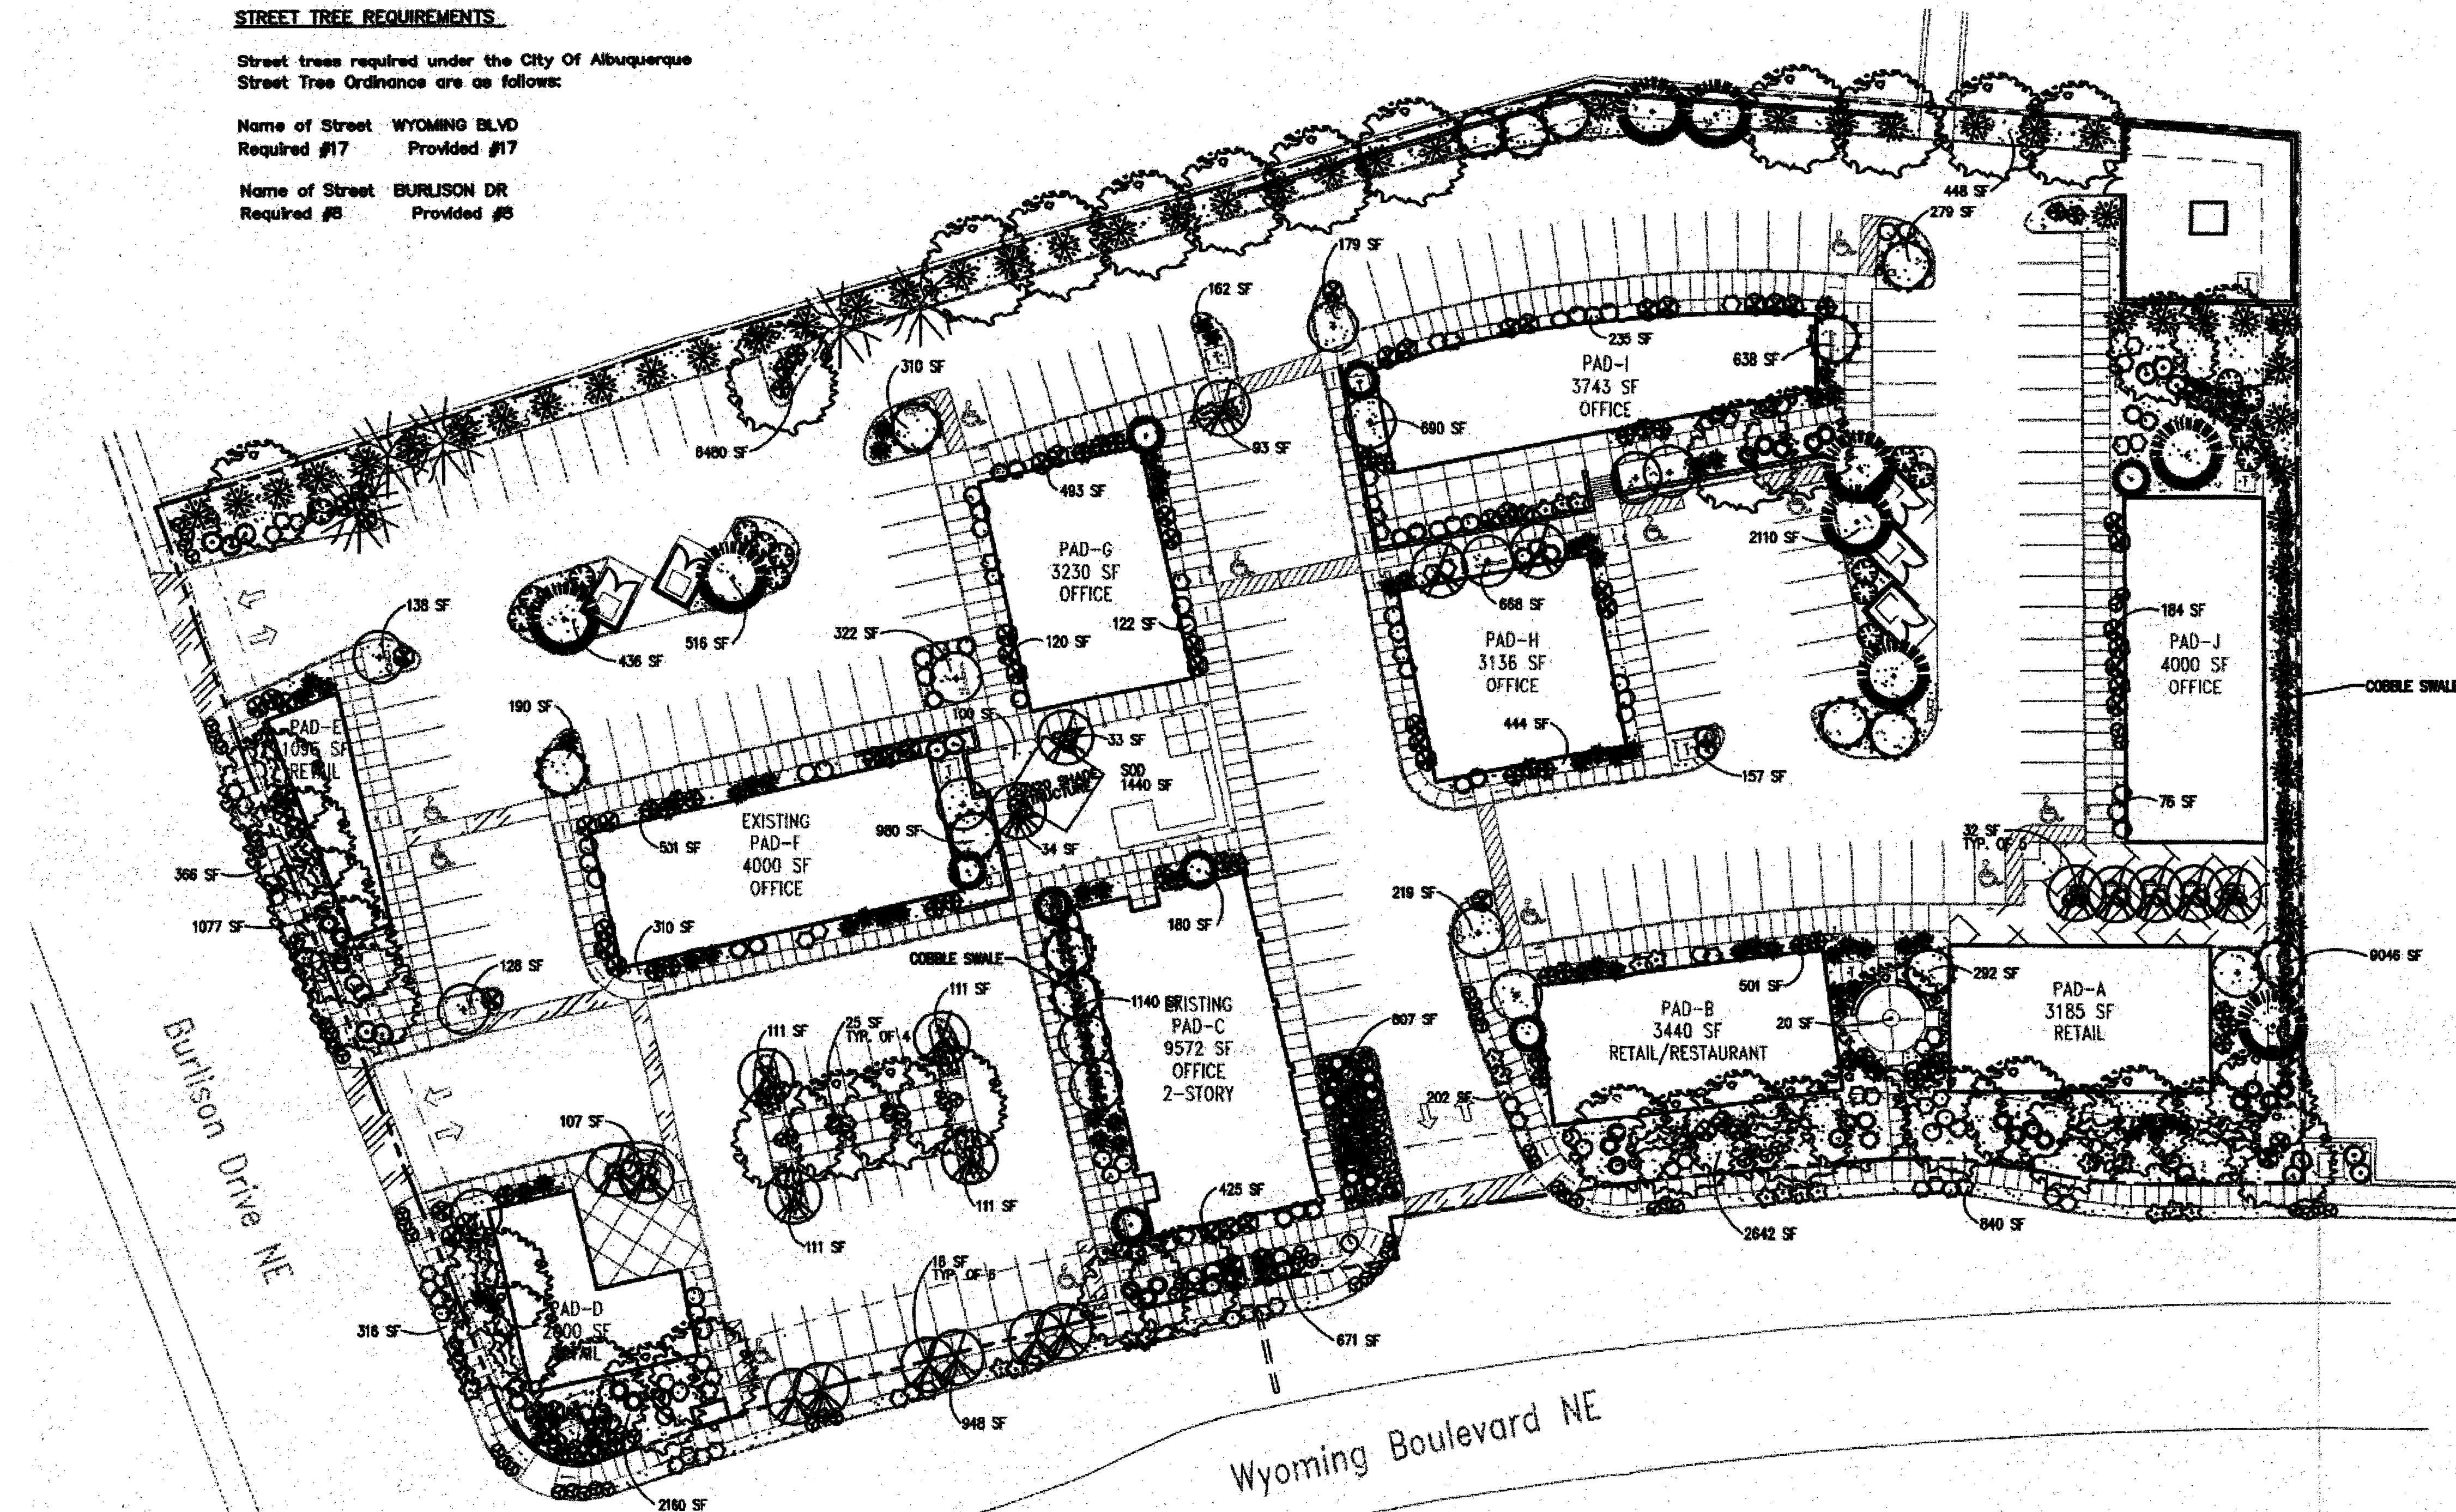 STREET TREE REQUIREMENTS
Street trees required under the City Of Albuquerque
Street Tree Ordinance are as follows:
Name of Street WYOMING BLVD
Required #17 Provided #17
Name of Street BURLISON DR
Required #8 Provided #8
448 SF
279 SF
179 SF
162 SF
235 SF
PAD-I
3743 SF
OFFICE
638 SF
310 SF
690 SF
93 SF
6480 SF
493 SF
PAD-G
3230 SF
OFFICE
2110 SF
138 SF
668 SF
184 SF
322 SF
122 SF
120 SF
436 SF
516 SF
PAD-H
3136 SF
OFFICE
PAD-J
4000 SF
OFFICE
COBBLE SWALE
190 SF
100 SF
33 SF
444 SF
PAD-E
1096 SF
RETAIL
SOD
1440 SF
SHADE
STRUCTURE
157 SF
76 SF
EXISTING
PAD-F
4000 SF
OFFICE
501 SF
980 SF
34 SF
32 SF
TYP. OF 5
366 SF
219 SF
1077 SF
310 SF
180 SF
COBBLE SWALE
128 SF
9046 SF
292 SF
501 SF
111 SF
1140 SF
EXISTING
PAD-C
9572 SF
OFFICE
2-STORY
PAD-B
3440 SF
RETAIL/RESTAURANT
20 SF
PAD-A
3185 SF
RETAIL
111 SF
25 SF
TYP. OF 4
807 SF
202 SF
Burlison Drive NE
107 SF
425 SF
111 SF
111 SF
2642 SF
840 SF
18 SF
TYP. OF 6
PAD-D
RETAIL
316 SF
671 SF
948 SF
Wyoming Boulevard NE
2160 SF